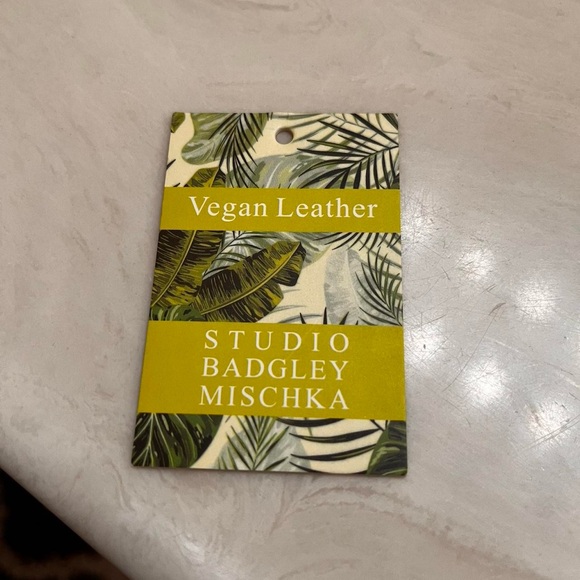 Vegan Leather
STUDIO
BADGLEY
MISCHKA